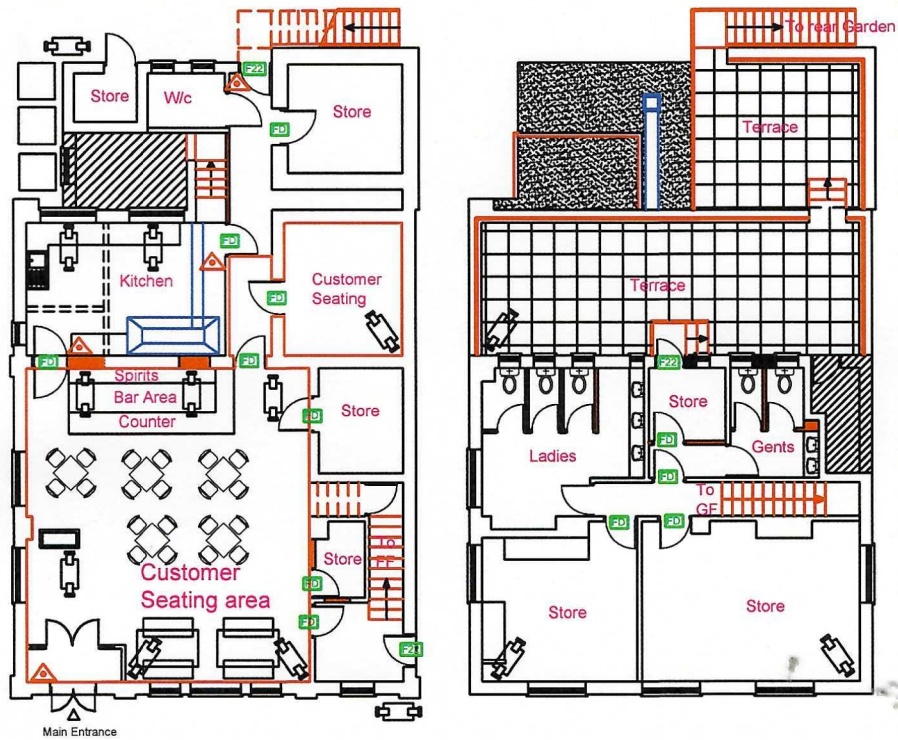 To rear Garden
F22
Store
W/c
Store
FD
Terrace
FD
Kitchen
Customer
Seating
FD
Terrace
FD
FD
Spirits
Bar Area
Counter
FD
Store
F22
Store
FD
Ladies
Gents
FD
To
GF
FD
FD
Store
To
FF
FD
Customer
Seating area
FD
Store
Store
Main Entrance